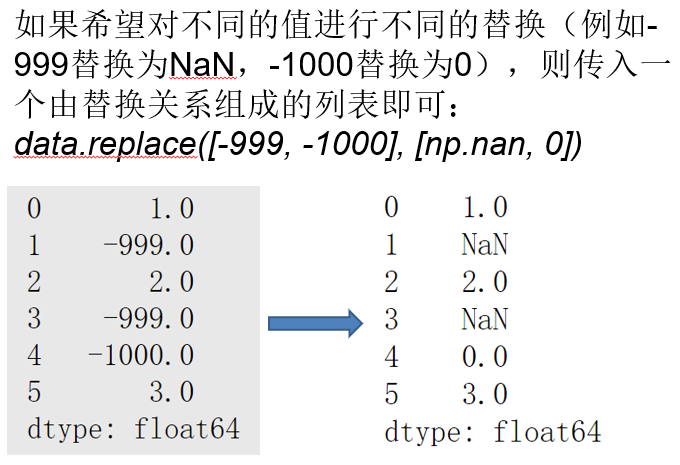 如果希望对不同的值进行不同的替换（例如-
999替换为NaN，-1000替换为0），则传入一
个由替换关系组成的列表即可：
data.replace([-999, -1000], [np.nan, 0])
0 1.0
1 -999.0
2 2.0
3 -999.0
4 -1000.0
5 3.0
dtype: float64
0 1.0
1 NaN
2 2.0
3 NaN
4 0.0
5 3.0
dtype: float64